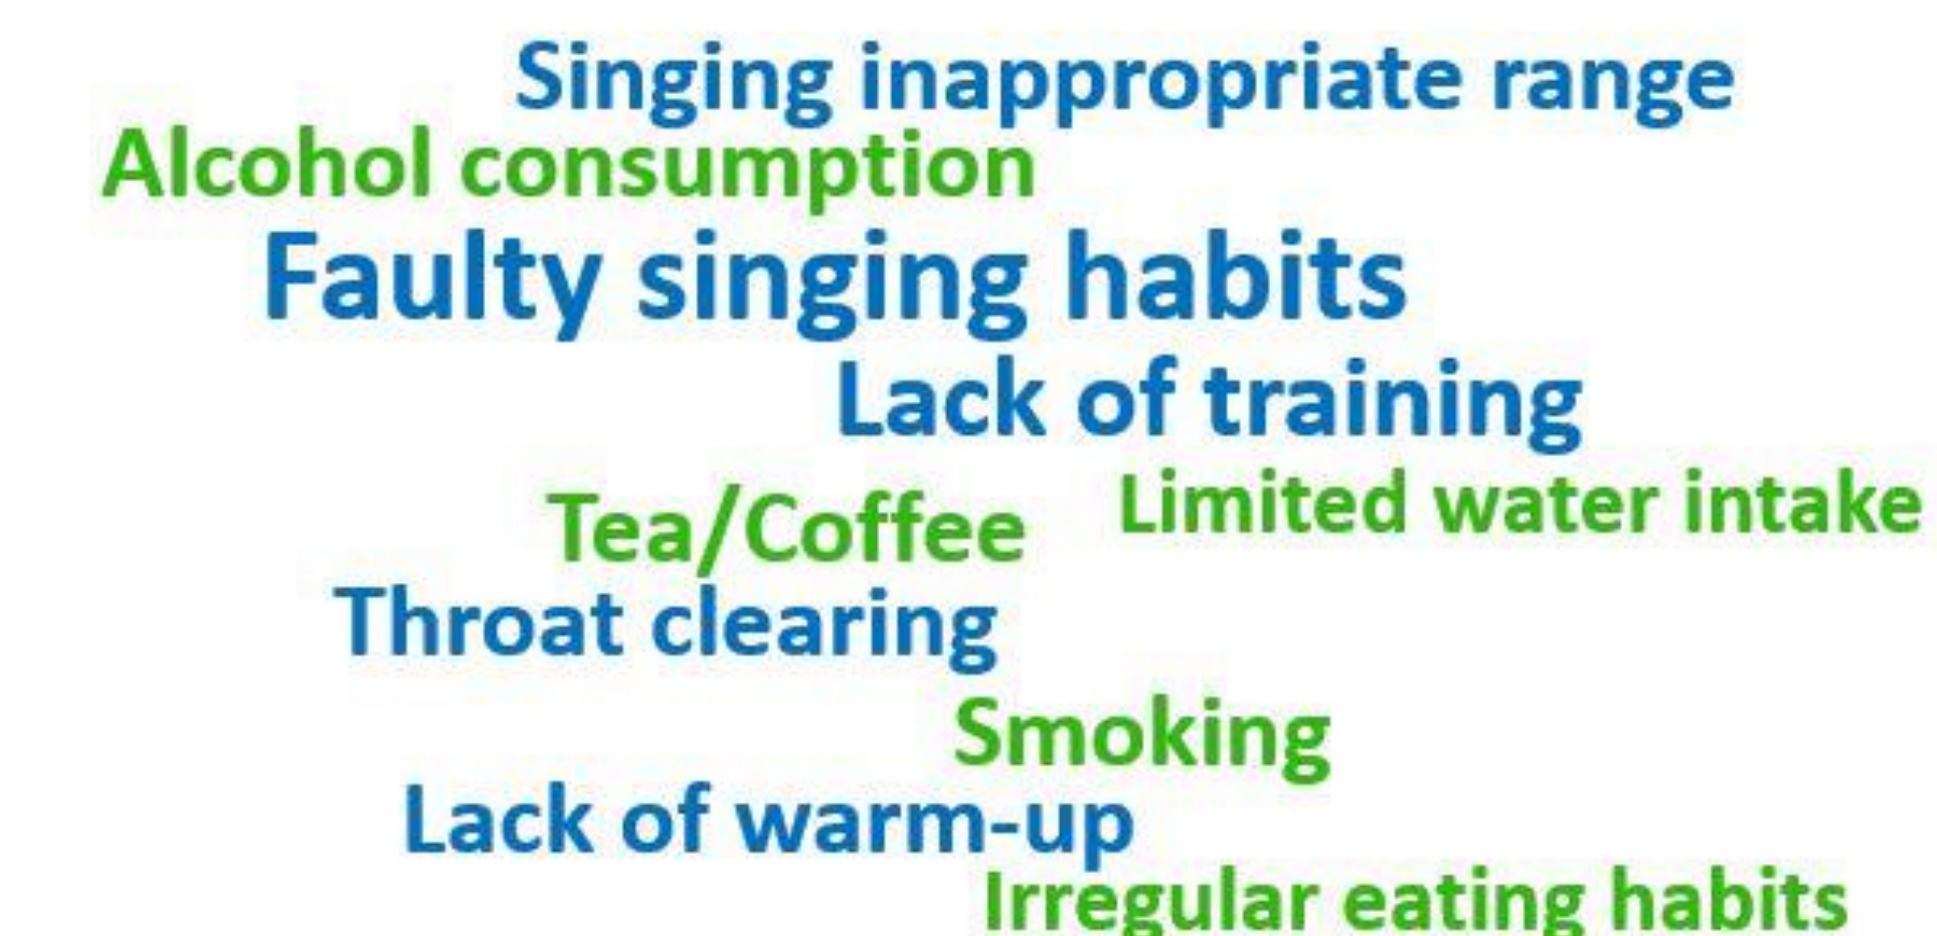 Singing inappropriate range
Alcohol consumption
Faulty singing habits
Lack of training
Limited water intake
Tea/Coffee
Throat clearing
Smoking
Lack of warm-up
Irregular eating habits